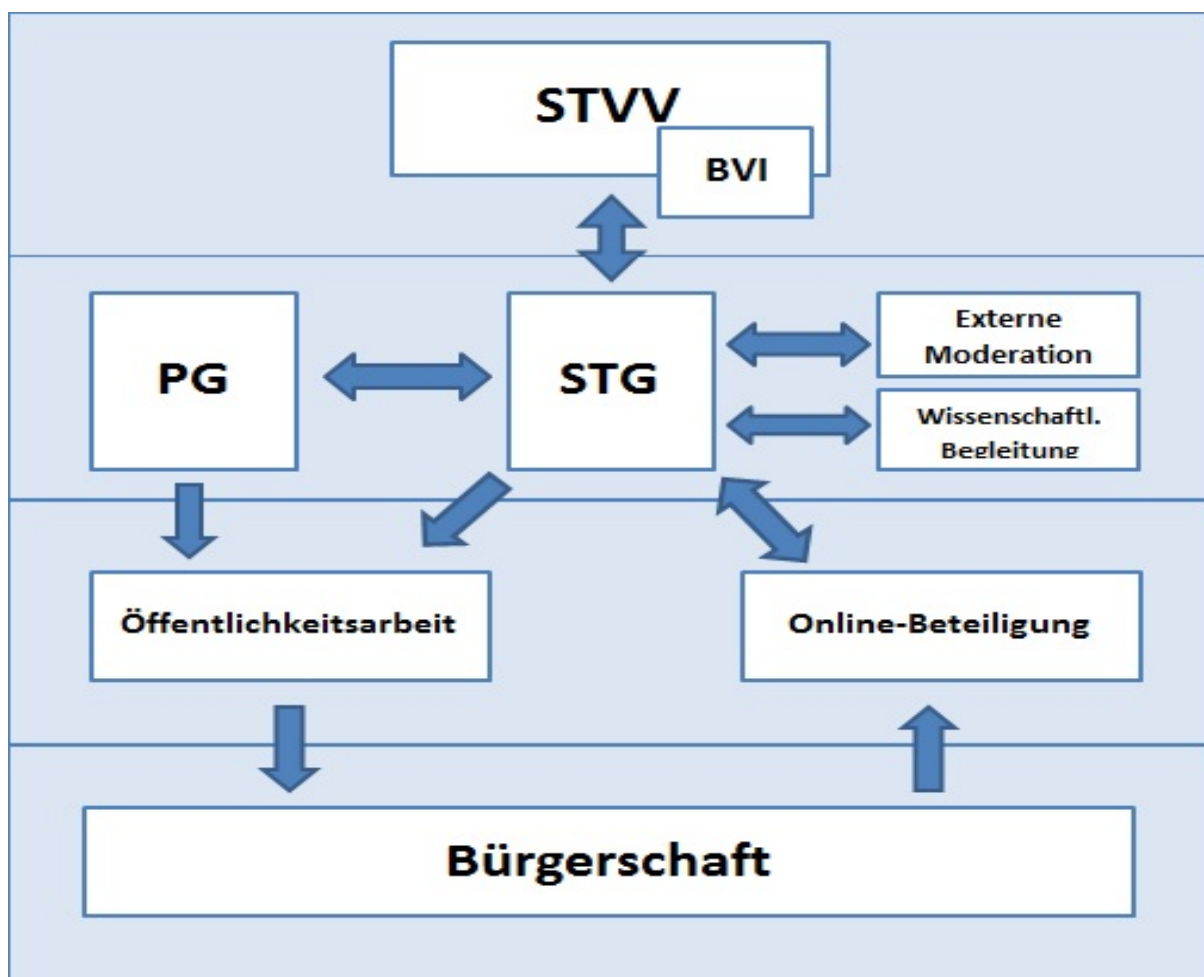 STVV
BVI
PG
STG
Externe
Moderation
Wissenschaftl.
Begleitung
Öffentlichkeitsarbeit
Online-Beteiligung
Bürgerschaft